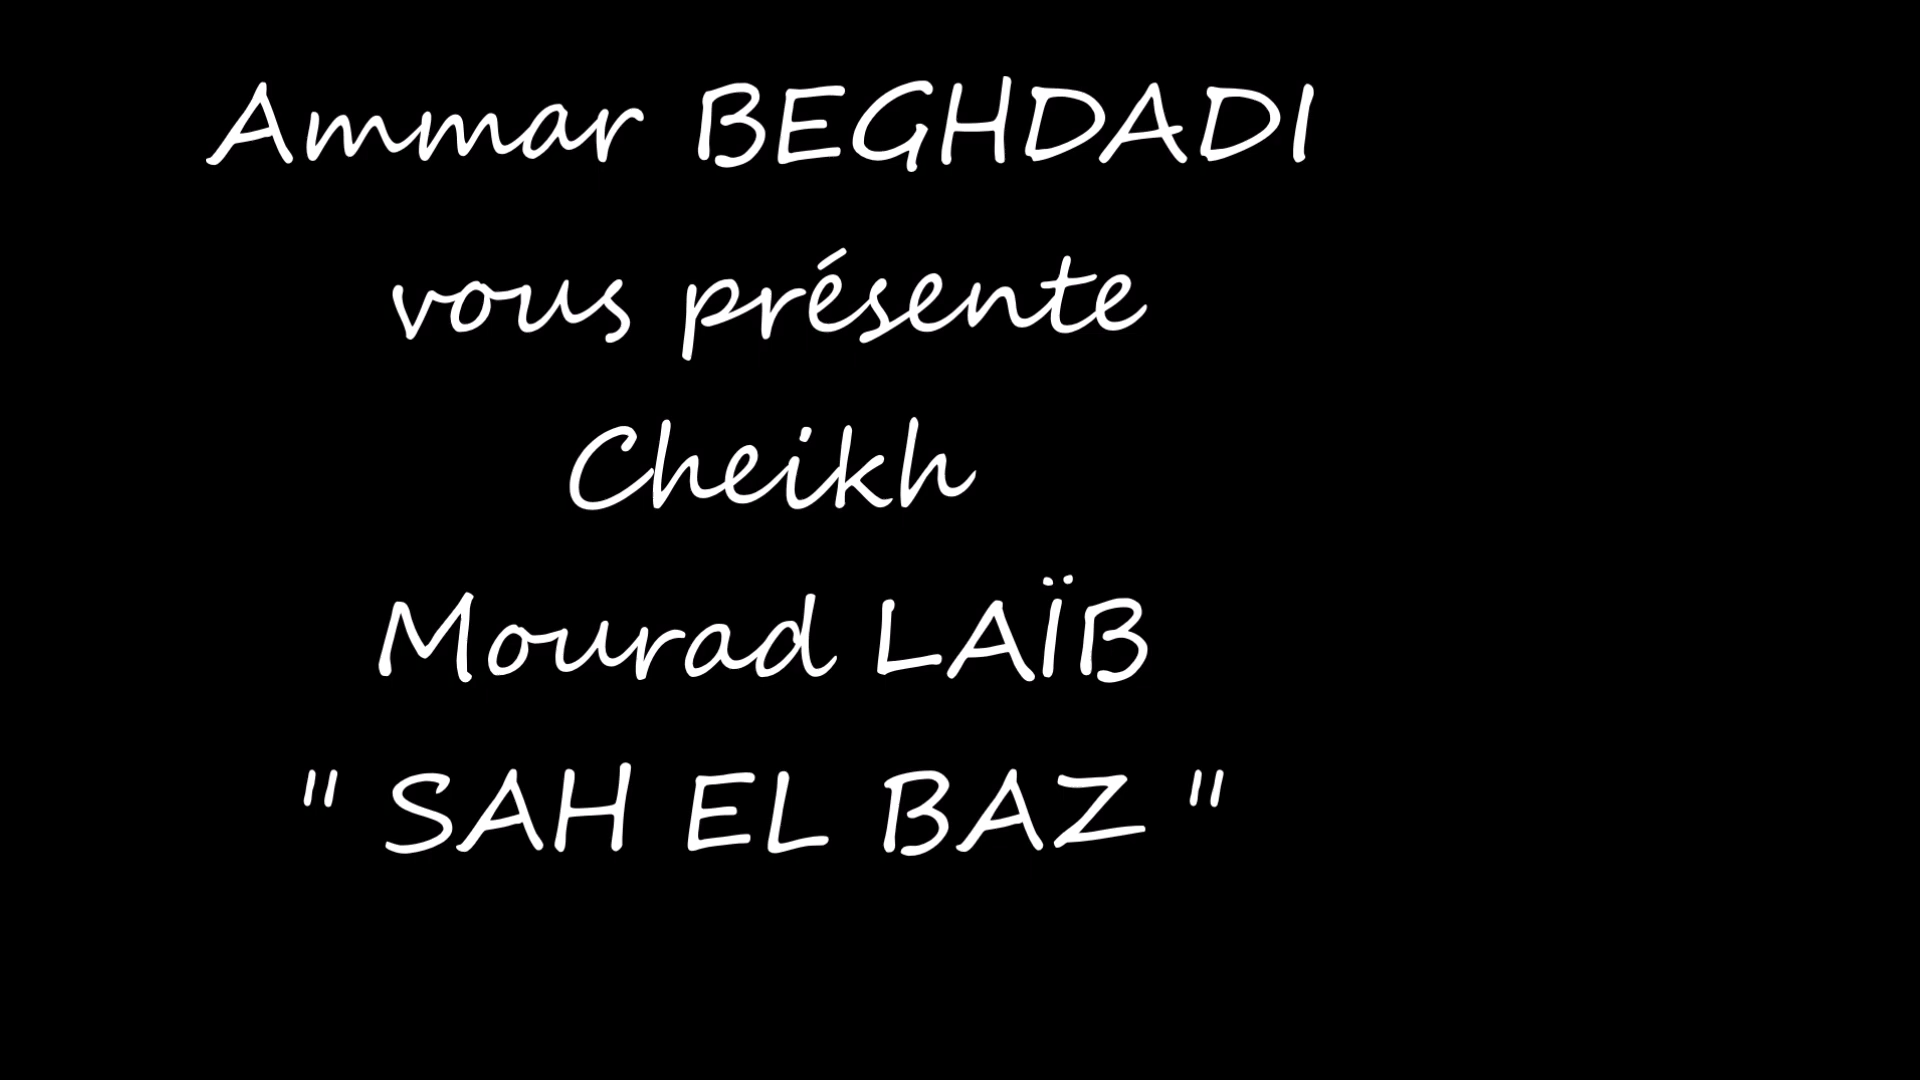 Ammar BEGHDADI
vous présente
Cheikh
Mourad LAÏB
" SAH EL BAZ "